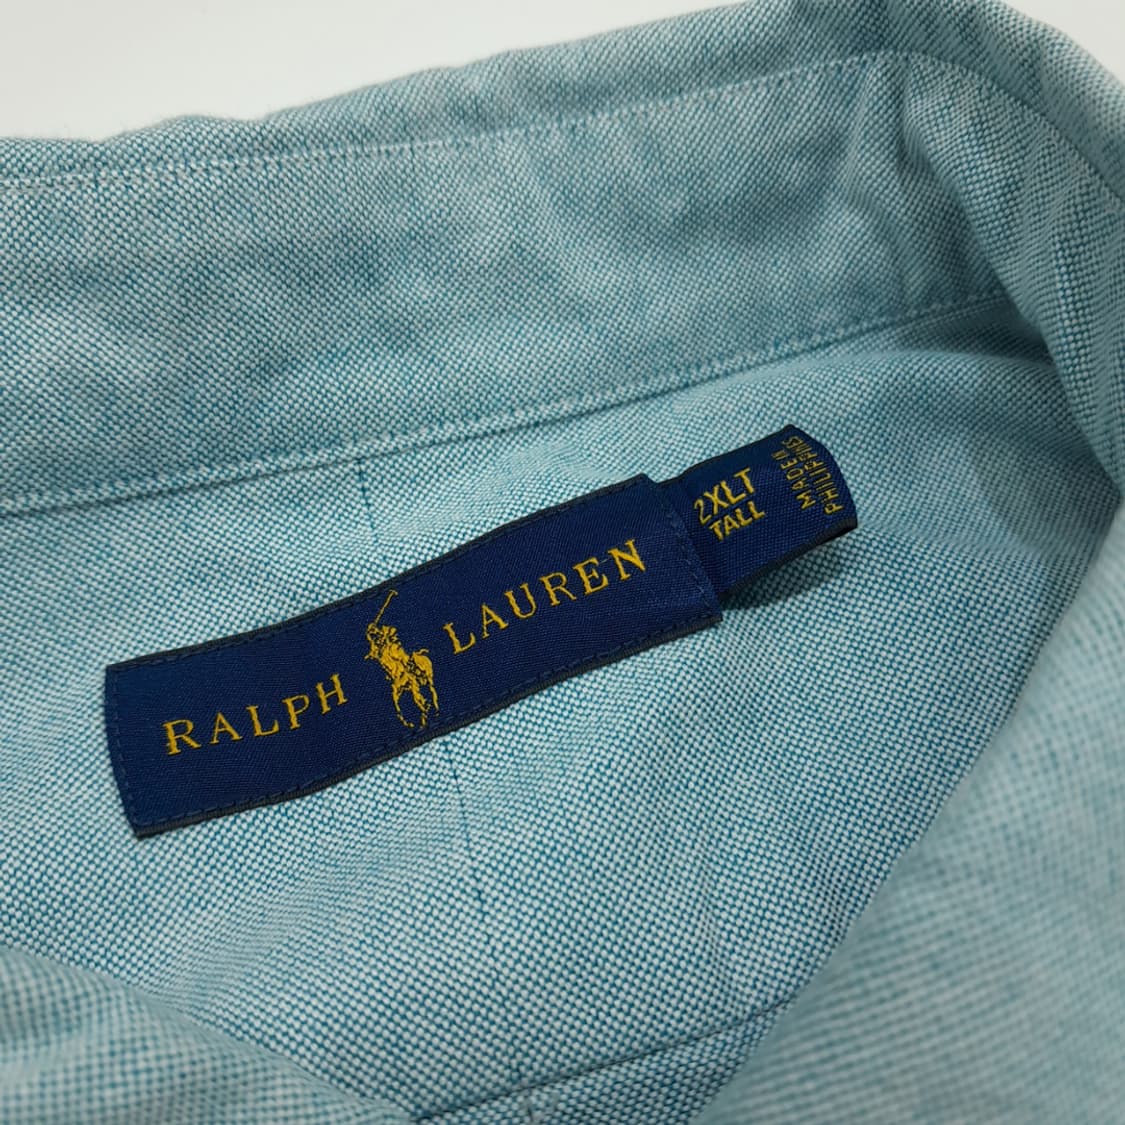 RALPH LAUREN
2XLT
TALL
MADE IN
PHILIPPINES